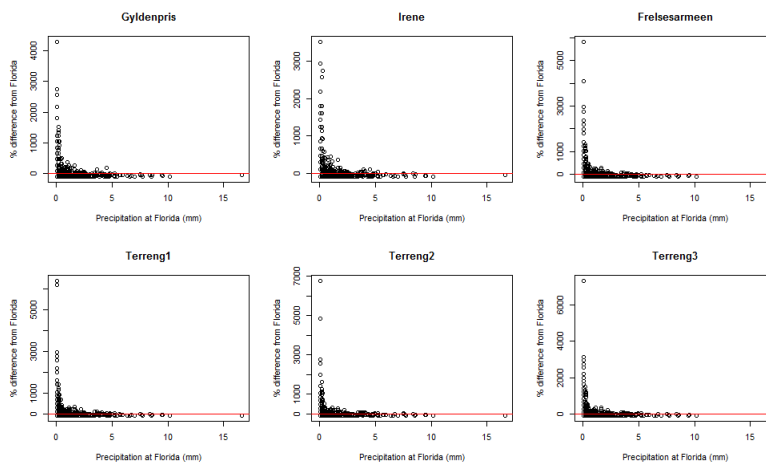 Gyldenpris
% difference from Florida
4000
3000
2000
1000
0
0 5 10 15
Precipitation at Florida (mm)
Irene
% difference from Florida
3000
2000
1000
0
0 5 10 15
Precipitation at Florida (mm)
Frelsesarmeen
% difference from Florida
6000
4000
2000
0
0 5 10 15
Precipitation at Florida (mm)
Terreng1
% difference from Florida
5000
3000
1000
0
0 5 10 15
Precipitation at Florida (mm)
Terreng2
% difference from Florida
7000
5000
3000
1000
0
0 5 10 15
Precipitation at Florida (mm)
Terreng3
% difference from Florida
6000
4000
2000
0
0 5 10 15
Precipitation at Florida (mm)